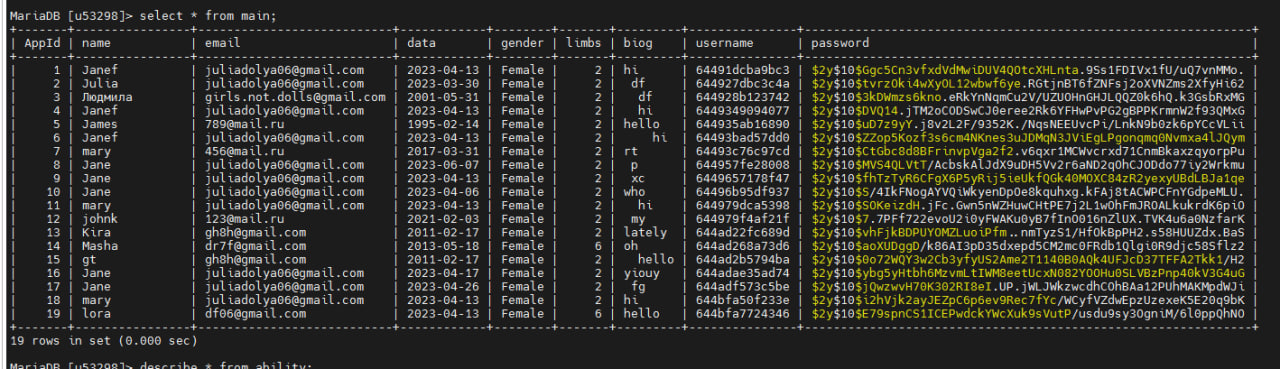 MariaDB [u53298]> select * from main;
| AppId | name | email | data | gender | limbs | biog | username | password |
| 1 | Janef | juliadolya06@gmail.com | 2023-04-13 | Female | 2 | hi | 64491dcba9bc3 | $2y$10$Ggc5Cn3vfxdVdMwiDUV4QOtcXHLnta.9Ss1FDIVx1fU/uQ7vnMMo. |
| 2 | Julia | juliadolya06@gmail.com | 2023-03-30 | Female | 2 | df | 644927dbc3c4a | $2y$10$tvrzOki4wXyOL12wbwf6ye.RGtjnBT6fZNFsj2oXVNZms2XfyHi62 |
| 3 | Людмила | girls.not.dolls@gmail.com | 2001-05-31 | Female | 2 | df | 644928b123742 | $2y$10$3kDWmzs6kno.eRkYnNqmCu2V/UZUOHnGHJLQQZ0k6hQ.k3GsbRxMG |
| 4 | Janef | juliadolya06@gmail.com | 2023-04-13 | Female | 2 | hi | 6449349094077 | $2y$10$DVQ14.jTM2oCODSwCJ0eree2Rk6YFHwPvPG2gBPPKrmnW2f93QMxG |
| 5 | James | 789@mail.ru | 1995-02-14 | Female | 2 | hello | 644935ab16890 | $2y$10$uD7z9yY.j8v2L2F/9352K./NqsNEEUvcPi/LnkN9b0zk6pYCcVLii |
| 6 | Janef | juliadolya06@gmail.com | 2023-04-13 | Female | 2 | hi | 64493bad57dd0 | $2y$10$ZZop5Kozf3s6cm4NKnes3uJDMqN3JViEgLPgonqmq0Nvmxa4lJQym |
| 7 | mary | 456@mail.ru | 2017-03-31 | Female | 2 | rt | 64493c76c97cd | $2y$10$CtGbc8d8BFrinvpVga2f2.v6qxr1MCWvcrxd71CnmBkaxzqyorpPu |
| 8 | Jane | juliadolya06@gmail.com | 2023-06-07 | Female | 2 | p | 644957fe28008 | $2y$10$MVS4QLVtT/AcbskAlJdX9uDH5Vv2r6aND2qOhCJODdo77iy2Wrkmu |
| 9 | Jane | juliadolya06@gmail.com | 2023-04-13 | Female | 2 | xc | 6449657178f47 | $2y$10$fhTzTyR6CFgX6P5yRij5ieUkfQGk40MOXC84zR2yexyUBdLBJa1qe |
| 10 | Jane | juliadolya06@gmail.com | 2023-04-06 | Female | 2 | who | 64496b95df937 | $2y$10$S/4IkFNogAYVQiWkyenDpOe8kquhxg.kFAj8tACWPCFnYGdpeMLU. |
| 11 | mary | juliadolya06@gmail.com | 2023-04-13 | Female | 2 | hi | 644979dca5398 | $2y$10$SOKeizdH.jFc.Gwn5nWZHuwCHtPE7j2L1wOhFmJROALkukrdK6piO |
| 12 | johnk | 123@mail.ru | 2021-02-03 | Female | 2 | my | 644979f4af21f | $2y$10$7.7PFf722evoU2i0yFWAKu0yB7fInO016nZlUX.TVK4u6a0NzfarK |
| 13 | Kira | gh8h@gmail.com | 2011-02-17 | Female | 2 | lately | 644ad22fc689d | $2y$10$vhFjkBDPUYOMZLuoiPfm..nmTyzS1/HfOkBpPH2.s58HUUZdx.BaS |
| 14 | Masha | dr7f@gmail.com | 2013-05-18 | Female | 6 | oh | 644ad268a73d6 | $2y$10$aoXUDggD/k86AI3pD35dxepd5CM2mc0FRdb1Qlgi0R9djc58Sflz2 |
| 15 | gt | gh8h@gmail.com | 2011-02-17 | Female | 2 | hello | 644ad2b5794ba | $2y$10$0o72WQY3w2Cb3yfyUS2Ame2T1140B0AQk4UFJcD37TFFA2Tkk1/H2 |
| 16 | Jane | juliadolya06@gmail.com | 2023-04-07 | Female | 2 | yiouy | 644adae35ad74 | $2y$10$ybg5yHtbh6MzvmLtIWM8eetUcxN082YOOHu0SLVBzPnp40kV3G4uG |
| 17 | Jane | juliadolya06@gmail.com | 2023-04-26 | Female | 2 | fg | 644adf573c5be | $2y$10$jQwzwvH70K302RI8eI.UP.jWLJWkzwcdhCOhBAa12PUhMAKMpdWJi |
| 18 | mary | juliadolya06@gmail.com | 2023-04-13 | Female | 2 | hi | 644bfa50f233e | $2y$10$i2hVjk2ayJEZpC6p6ev9Rec7fYc/WCyfVZdwEpzUzexeK5E20q9bK |
| 19 | lora | df06@gmail.com | 2023-04-13 | Female | 6 | hello | 644bfa7724346 | $2y$10$E79spnCS1ICEPwdckYWcXuk9sVutP/usdu9sy3OgniM/6l0ppQhNO |
19 rows in set (0.000 sec)
MariaDB [u53298]> describe * from ability;